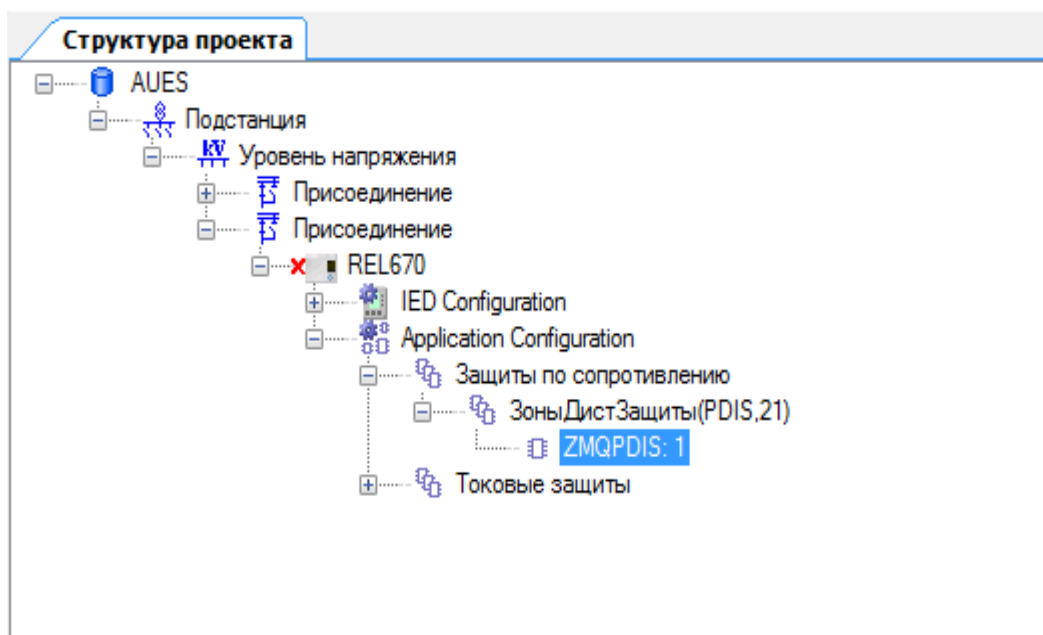 Структура проекта
AUES
Подстанция
kV Уровень напряжения
Присоединение
Присоединение
REL670
IED Configuration
Application Configuration
Защиты по сопротивлению
ЗоныДистЗащиты(PDIS,21)
ZMQPDIS: 1
Токовые защиты